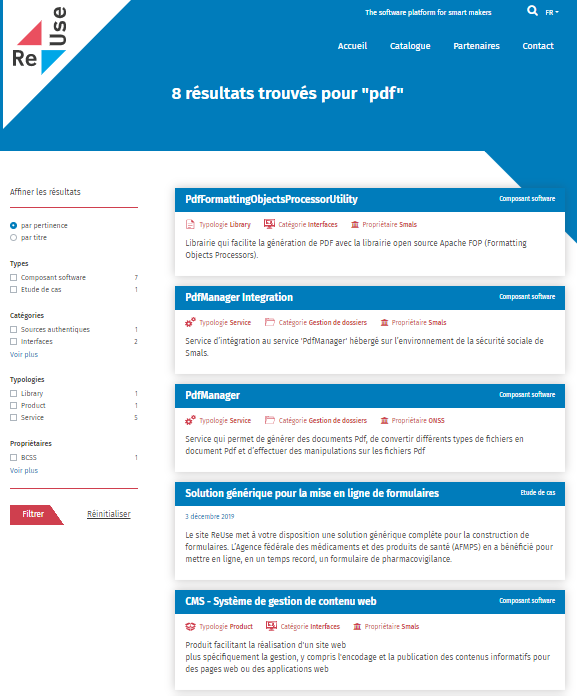 ReUse
The software platform for smart makers
FR
Accueil Catalogue Partenaires Contact
8 résultats trouvés pour "pdf"
Affiner les résultats
par pertinence
par titre
Types
Composant software 7
Etude de cas 1
Catégories
Sources authentiques 1
Interfaces 2
Voir plus
Typologies
Library 1
Product 1
Service 5
Propriétaires
BCSS 1
Voir plus
Filtrer Réinitialiser
PdfFormattingObjectsProcessorUtility Composant software
Typologie Library Catégorie Interfaces Propriétaire Smals
Librairie qui facilite la génération de PDF avec la librairie open source Apache FOP (Formatting
Objects Processors).
PdfManager Integration Composant software
Typologie Service Catégorie Gestion de dossiers Propriétaire Smals
Service d'intégration au service 'PdfManager' hébergé sur l'environnement de la sécurité sociale de
Smals.
PdfManager Composant software
Typologie Service Catégorie Gestion de dossiers Propriétaire ONSS
Service qui permet de générer des documents Pdf, de convertir différents types de fichiers en
document Pdf et d'effectuer des manipulations sur les fichiers Pdf
Solution générique pour la mise en ligne de formulaires Etude de cas
3 décembre 2019
Le site ReUse met à votre disposition une solution générique complète pour la construction de
formulaires. L'Agence fédérale des médicaments et des produits de santé (AFMPS) en a bénéficié pour
mettre en ligne, en un temps record, un formulaire de pharmacovigilance.
CMS - Système de gestion de contenu web Composant software
Typologie Product Catégorie Interfaces Propriétaire Smals
Produit facilitant la réalisation d'un site web
plus spécifiquement la gestion, y compris l'encodage et la publication des contenus informatifs pour
des pages web ou des applications web